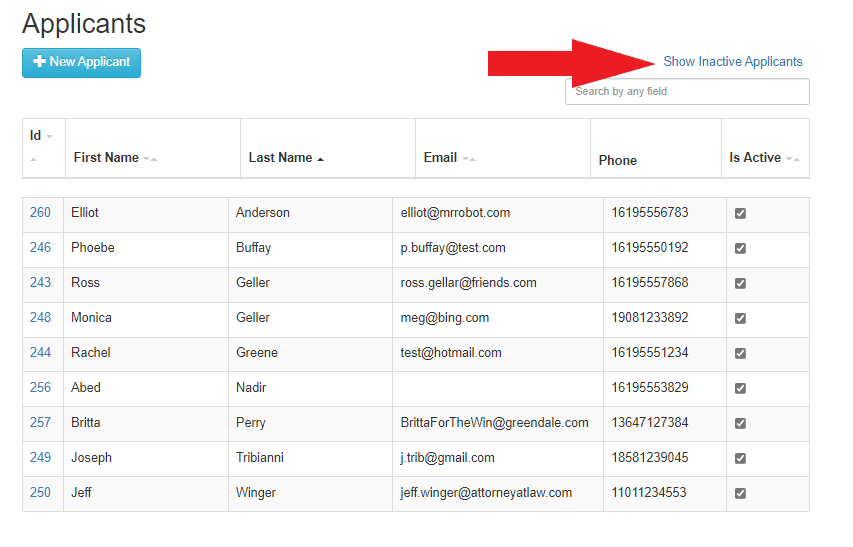 Applicants
New Applicant
Show Inactive Applicants
Search by any field
Id
First Name Last Name Email Phone Is Active
260 Elliot Anderson elliot@mrrobot.com 16195556783
246 Phoebe Buffay p.buffay@test.com 16195550192
243 Ross Geller ross.gellar@friends.com 16195557868
248 Monica Geller meg@bing.com 19081233892
244 Rachel Greene test@hotmail.com 16195551234
256 Abed Nadir 16195553829
257 Britta Perry BrittaForTheWin@greendale.com 13647127384
249 Joseph Tribianni j.trib@gmail.com 18581239045
250 Jeff Winger jeff.winger@attorneyatlaw.com 11011234553